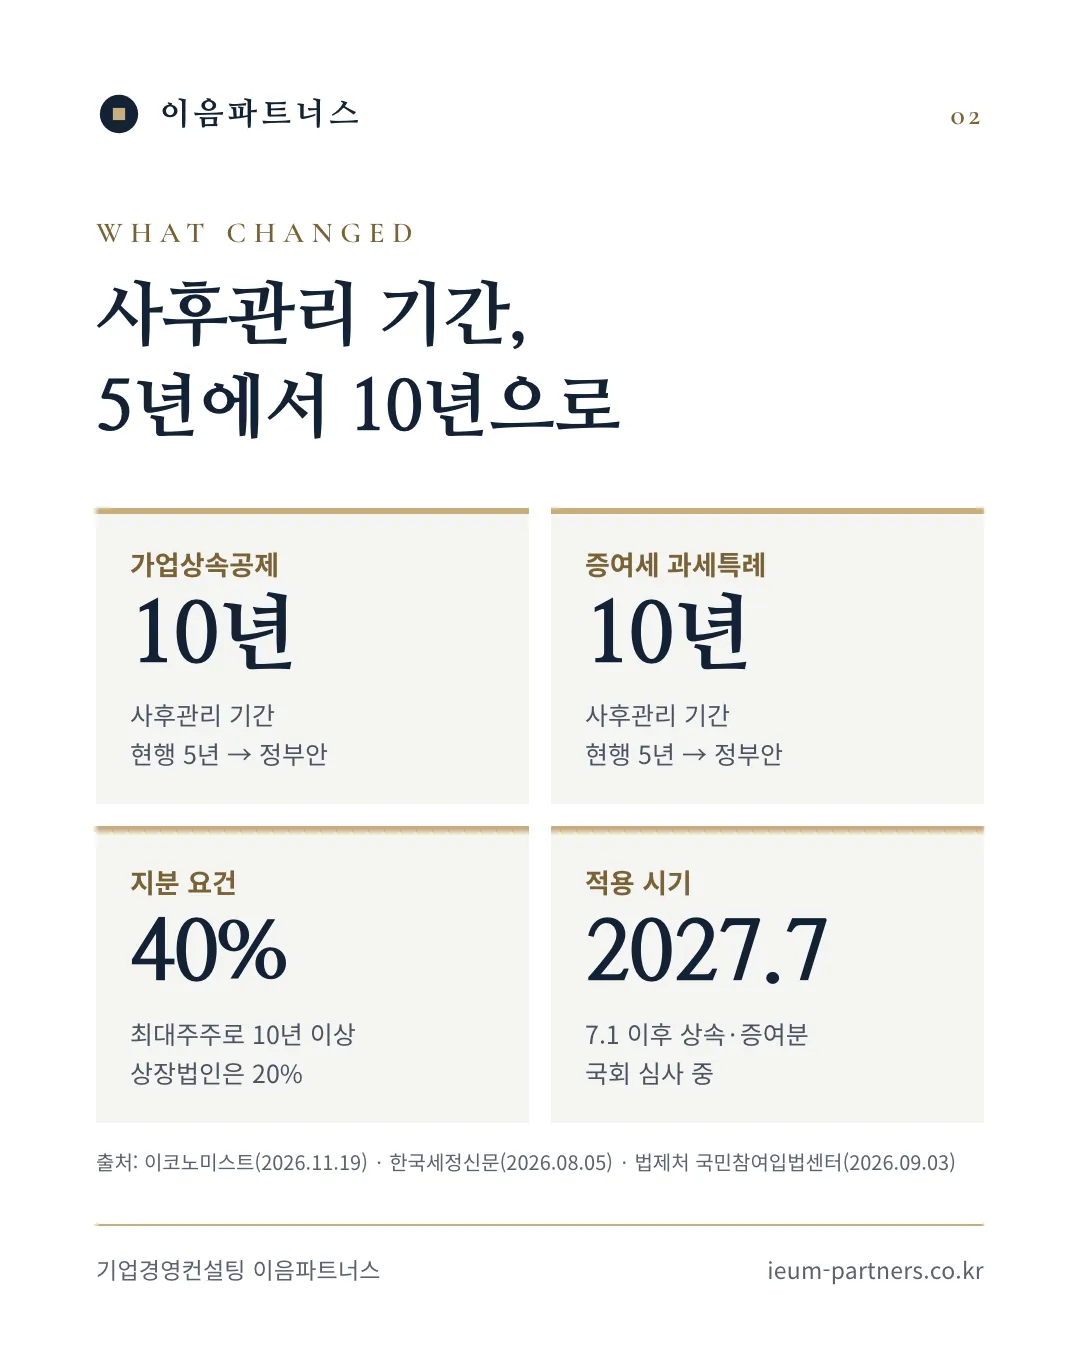 이음파트너스
02
WHAT CHANGED
사후관리 기간,
5년에서 10년으로
가업상속공제
10년
사후관리 기간
현행 5년 → 정부안
증여세 과세특례
10년
사후관리 기간
현행 5년 → 정부안
지분 요건
40%
최대주주로 10년 이상
상장법인은 20%
적용 시기
2027.7
7.1 이후 상속·증여분
국회 심사 중
출처: 이코노미스트(2026.11.19) · 한국세정신문(2026.08.05) · 법제처 국민참여입법센터(2026.09.03)
기업경영컨설팅 이음파트너스
ieum-partners.co.kr